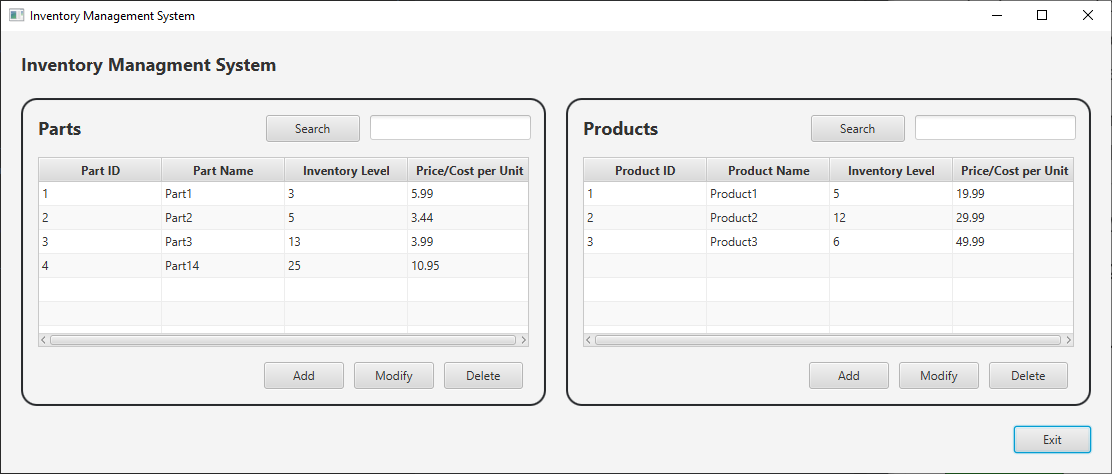 Inventory Management System
Inventory Managment System
Parts
Search
Part ID Part Name Inventory Level Price/Cost per Unit
1 Part1 3 5.99
2 Part2 5 3.44
3 Part3 13 3.99
4 Part14 25 10.95
Add Modify Delete
Products
Search
Product ID Product Name Inventory Level Price/Cost per Unit
1 Product1 5 19.99
2 Product2 12 29.99
3 Product3 6 49.99
Add Modify Delete
Exit